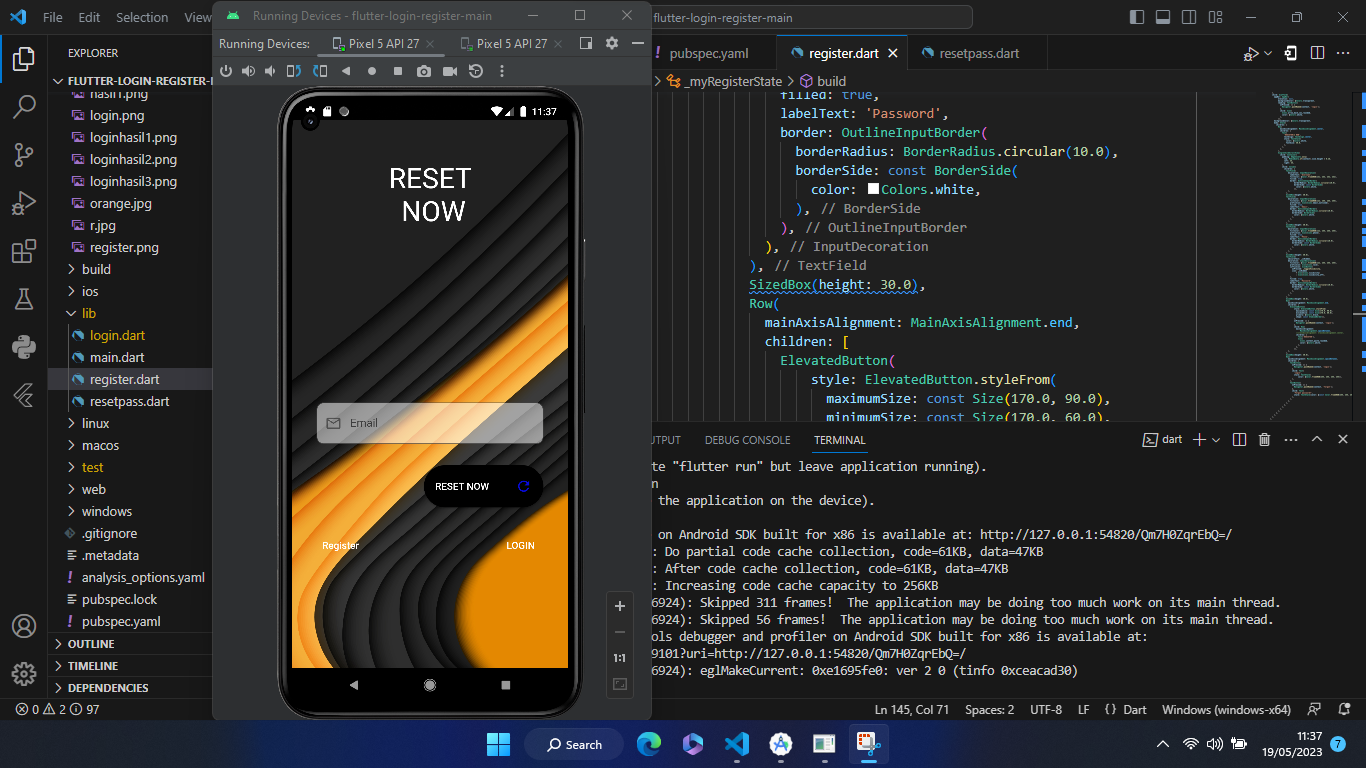 File Edit Selection View
Running Devices - flutter-login-register-main
flutter-login-register-main
EXPLORER
FLUTTER-LOGIN-REGISTER-
hasil1.png
login.png
loginhasil1.png
loginhasil2.png
loginhasil3.png
orange.jpg
r.jpg
register.png
build
ios
lib
login.dart
main.dart
register.dart
resetpass.dart
linux
macos
test
web
windows
.gitignore
.metadata
analysis_options.yaml
pubspec.lock
pubspec.yaml
OUTLINE
TIMELINE
DEPENDENCIES
Running Devices: Pixel 5 API 27 Pixel 5 API 27
11:37
RESET
NOW
Email
RESET NOW
Register LOGIN
1:1
pubspec.yaml register.dart resetpass.dart
_myRegisterState build
filled: true,
labelText: 'Password',
border: OutlineInputBorder(
borderRadius: BorderRadius.circular(10.0),
borderSide: const BorderSide(
color: Colors.white,
), // BorderSide
), // OutlineInputBorder
), // InputDecoration
), // TextField
SizedBox(height: 30.0),
Row(
mainAxisAlignment: MainAxisAlignment.end,
children: [
ElevatedButton(
style: ElevatedButton.styleFrom(
maximumSize: const Size(170.0, 90.0),
minimumSize: const Size(170.0, 60.0),
UTPUT DEBUG CONSOLE TERMINAL dart
te "flutter run" but leave application running).
n
the application on the device).
on Android SDK built for x86 is available at: http://127.0.0.1:54820/Qm7H0ZqrEbQ=/
: Do partial code cache collection, code=61KB, data=47KB
: After code cache collection, code=61KB, data=47KB
: Increasing code cache capacity to 256KB
6924): Skipped 311 frames! The application may be doing too much work on its main thread.
6924): Skipped 56 frames! The application may be doing too much work on its main thread.
ols debugger and profiler on Android SDK built for x86 is available at:
9101?uri=http://127.0.0.1:54820/Qm7H0ZqrEbQ=/
6924): eglMakeCurrent: 0xe1695fe0: ver 2 0 (tinfo 0xceacad30)
0 2 97
Ln 145, Col 71 Spaces: 2 UTF-8 LF {} Dart Windows (windows-x64)
Search
11:37
19/05/2023
7